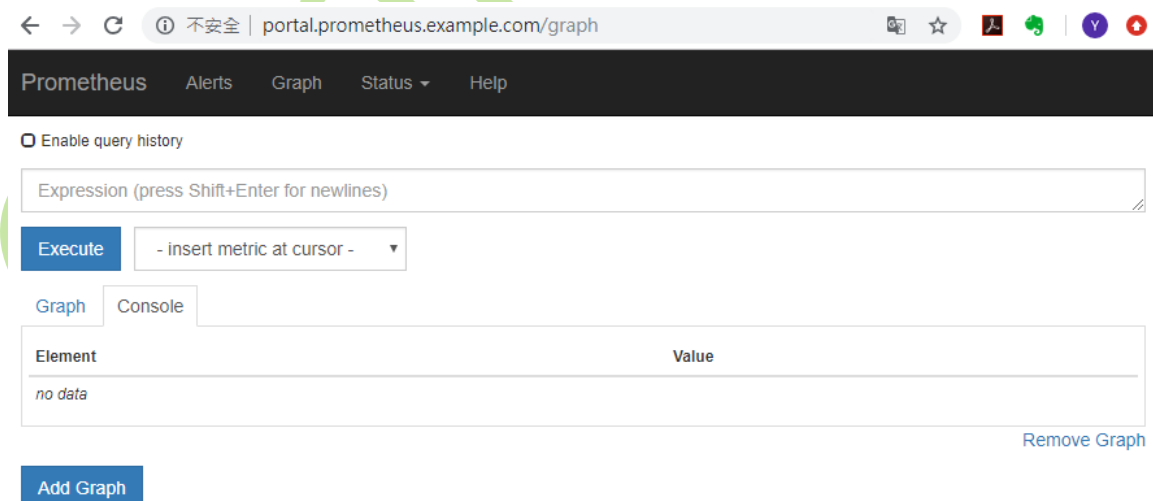 不安全 | portal.prometheus.example.com/graph Y
Prometheus Alerts Graph Status Help
Enable query history
Expression (press Shift+Enter for newlines)
Execute - insert metric at cursor -
Graph Console
Element Value
no data
Remove Graph
Add Graph